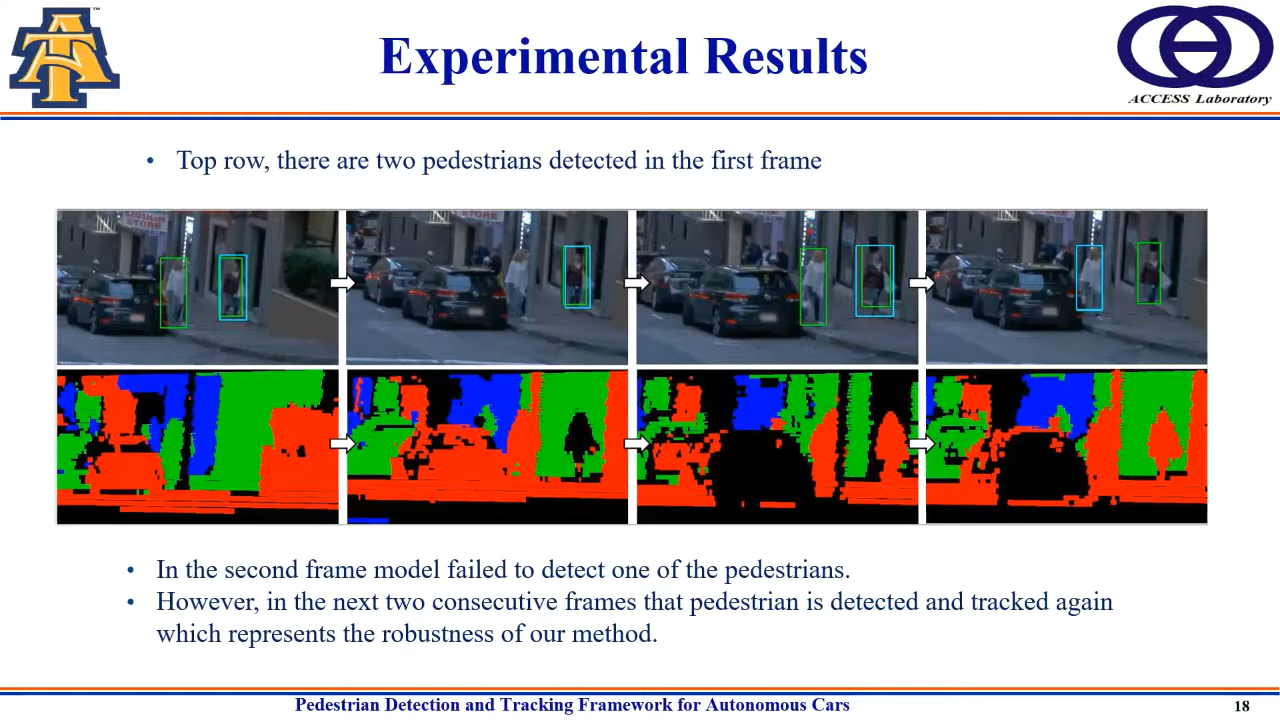 Experimental Results
ACCESS Laboratory
• Top row, there are two pedestrians detected in the first frame
STORE
• In the second frame model failed to detect one of the pedestrians.
• However, in the next two consecutive frames that pedestrian is detected and tracked again
which represents the robustness of our method.
Pedestrian Detection and Tracking Framework for Autonomous Cars
18